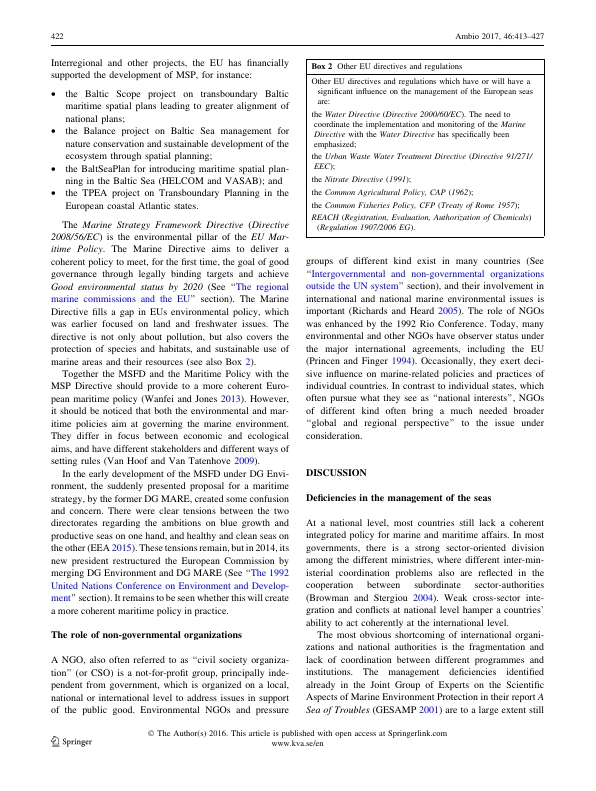 422
Ambio 2017, 46:413–427
Interregional and other projects, the EU has financially
supported the development of MSP, for instance:
• the Baltic Scope project on transboundary Baltic
maritime spatial plans leading to greater alignment of
national plans;
• the Balance project on Baltic Sea management for
nature conservation and sustainable development of the
ecosystem through spatial planning;
• the BaltSeaPlan for introducing maritime spatial plan-
ning in the Baltic Sea (HELCOM and VASAB); and
• the TPEA project on Transboundary Planning in the
European coastal Atlantic states.
The Marine Strategy Framework Directive (Directive
2008/56/EC) is the environmental pillar of the EU Mar-
itime Policy. The Marine Directive aims to deliver a
coherent policy to meet, for the first time, the goal of good
governance through legally binding targets and achieve
Good environmental status by 2020 (See “The regional
marine commissions and the EU” section). The Marine
Directive fills a gap in EUs environmental policy, which
was earlier focused on land and freshwater issues. The
directive is not only about pollution, but also covers the
protection of species and habitats, and sustainable use of
marine areas and their resources (see also Box 2).
Together the MSFD and the Maritime Policy with the
MSP Directive should provide to a more coherent Euro-
pean maritime policy (Wanfei and Jones 2013). However,
it should be noticed that both the environmental and mar-
itime policies aim at governing the marine environment.
They differ in focus between economic and ecological
aims, and have different stakeholders and different ways of
setting rules (Van Hoof and Van Tatenhove 2009).
In the early development of the MSFD under DG Envi-
ronment, the suddenly presented proposal for a maritime
strategy, by the former DG MARE, created some confusion
and concern. There were clear tensions between the two
directorates regarding the ambitions on blue growth and
productive seas on one hand, and healthy and clean seas on
the other (EEA 2015). These tensions remain, but in 2014, its
new president restructured the European Commission by
merging DG Environment and DG MARE (See “The 1992
United Nations Conference on Environment and Develop-
ment” section). It remains to be seen whether this will create
a more coherent maritime policy in practice.
The role of non-governmental organizations
A NGO, also often referred to as “civil society organiza-
tion” (or CSO) is a not-for-profit group, principally inde-
pendent from government, which is organized on a local,
national or international level to address issues in support
of the public good. Environmental NGOs and pressure
Box 2 Other EU directives and regulations
Other EU directives and regulations which have or will have a
significant influence on the management of the European seas
are:
the Water Directive (Directive 2000/60/EC). The need to
coordinate the implementation and monitoring of the Marine
Directive with the Water Directive has specifically been
emphasized;
the Urban Waste Water Treatment Directive (Directive 91/271/
EEC);
the Nitrate Directive (1991);
the Common Agricultural Policy, CAP (1962);
the Common Fisheries Policy, CFP (Treaty of Rome 1957);
REACH (Registration, Evaluation, Authorization of Chemicals)
(Regulation 1907/2006 EG).
groups of different kind exist in many countries (See
“Intergovernmental and non-governmental organizations
outside the UN system” section), and their involvement in
international and national marine environmental issues is
important (Richards and Heard 2005). The role of NGOs
was enhanced by the 1992 Rio Conference. Today, many
environmental and other NGOs have observer status under
the major international agreements, including the EU
(Princen and Finger 1994). Occasionally, they exert deci-
sive influence on marine-related policies and practices of
individual countries. In contrast to individual states, which
often pursue what they see as “national interests”, NGOs
of different kind often bring a much needed broader
“global and regional perspective” to the issue under
consideration.
DISCUSSION
Deficiencies in the management of the seas
At a national level, most countries still lack a coherent
integrated policy for marine and maritime affairs. In most
governments, there is a strong sector-oriented division
among the different ministries, where different inter-min-
isterial coordination problems also are reflected in the
cooperation between subordinate sector-authorities
(Browman and Stergiou 2004). Weak cross-sector inte-
gration and conflicts at national level hamper a countries’
ability to act coherently at the international level.
The most obvious shortcoming of international organi-
zations and national authorities is the fragmentation and
lack of coordination between different programmes and
institutions. The management deficiencies identified
already in the Joint Group of Experts on the Scientific
Aspects of Marine Environment Protection in their report A
Sea of Troubles (GESAMP 2001) are to a large extent still
© The Author(s) 2016. This article is published with open access at Springerlink.com
www.kva.se/en
Springer